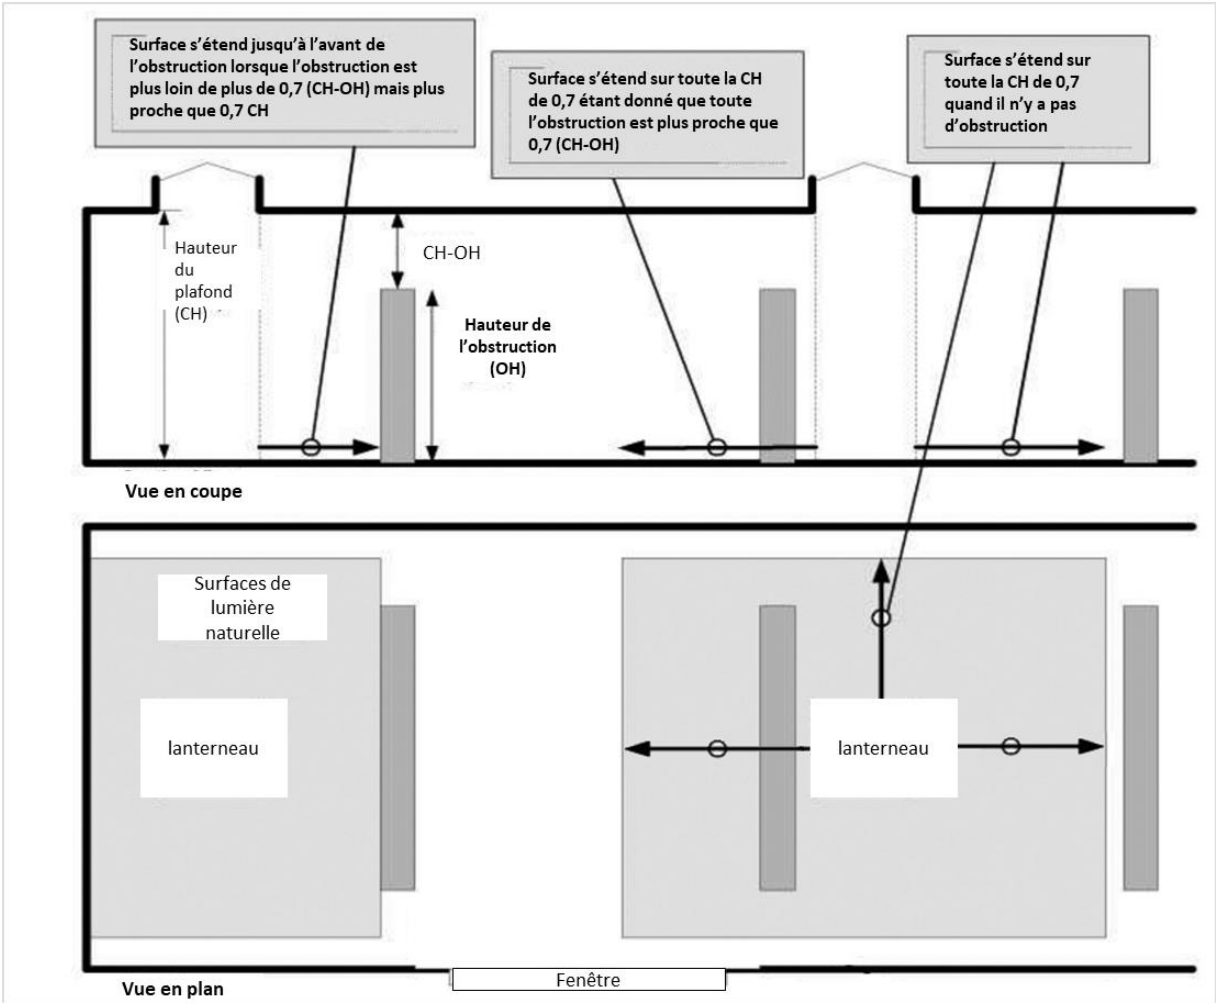 Surface s’étend jusqu’à l’avant de
l’obstruction lorsque l’obstruction est
plus loin de plus de 0,7 (CH-OH) mais plus
proche que 0,7 CH
Surface s’étend sur toute la CH
de 0,7 étant donné que toute
l’obstruction est plus proche que
0,7 (CH-OH)
Surface s’étend sur
toute la CH de 0,7
quand il n’y a pas
d’obstruction
Hauteur
du
plafond
(CH)
CH-OH
Hauteur de
l’obstruction
(OH)
Vue en coupe
Surfaces de
lumière
naturelle
lanterneau
lanterneau
Fenêtre
Vue en plan